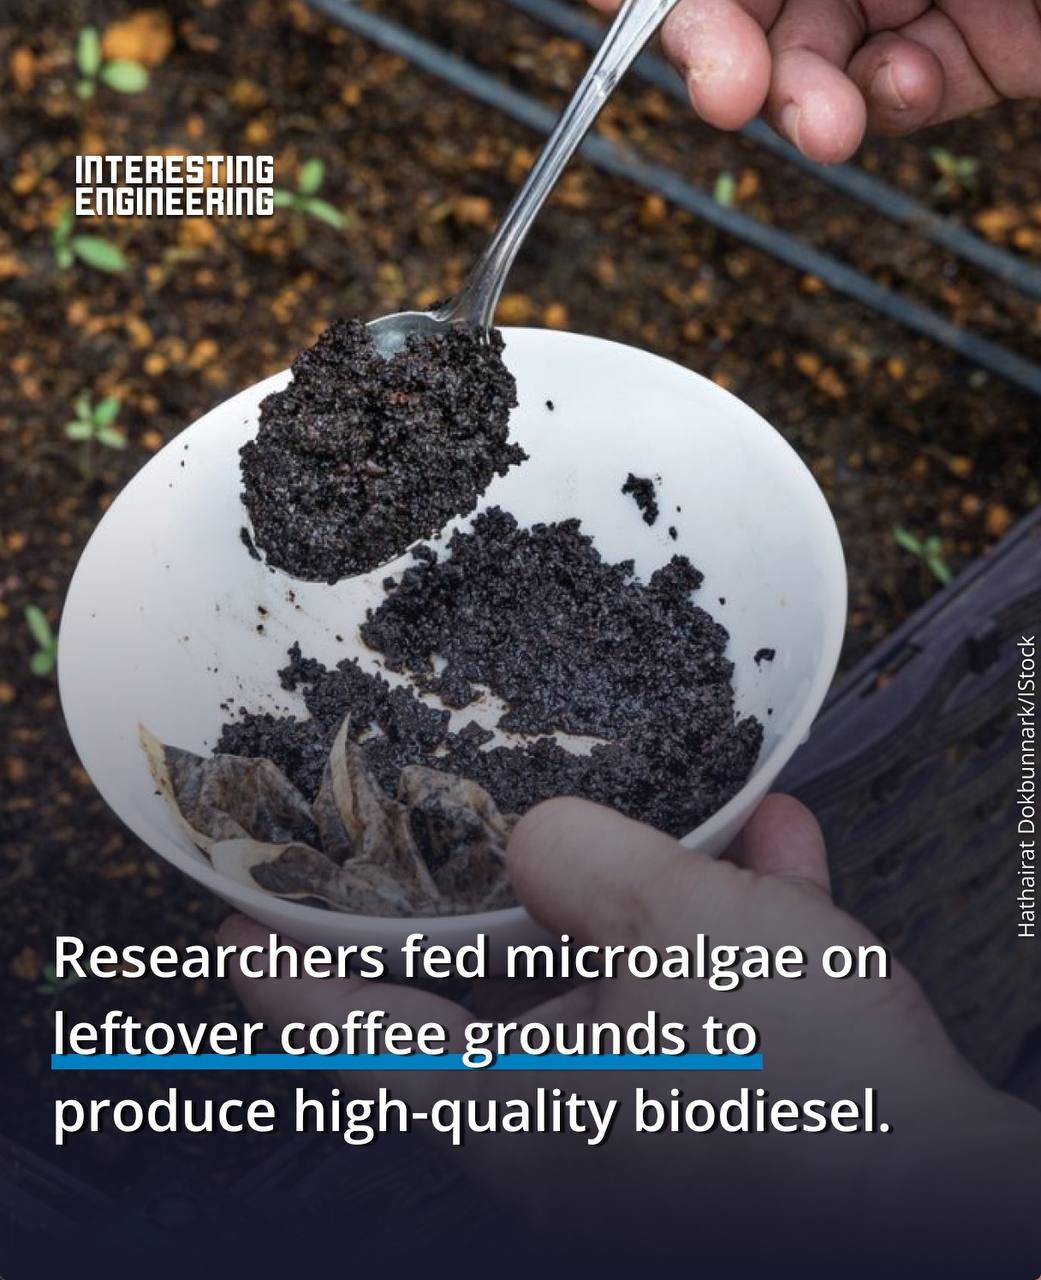 INTERESTING
ENGINEERING
Hathairat Dokbunnark/IStock
Researchers fed microalgae on
leftover coffee grounds to
produce high-quality biodiesel.